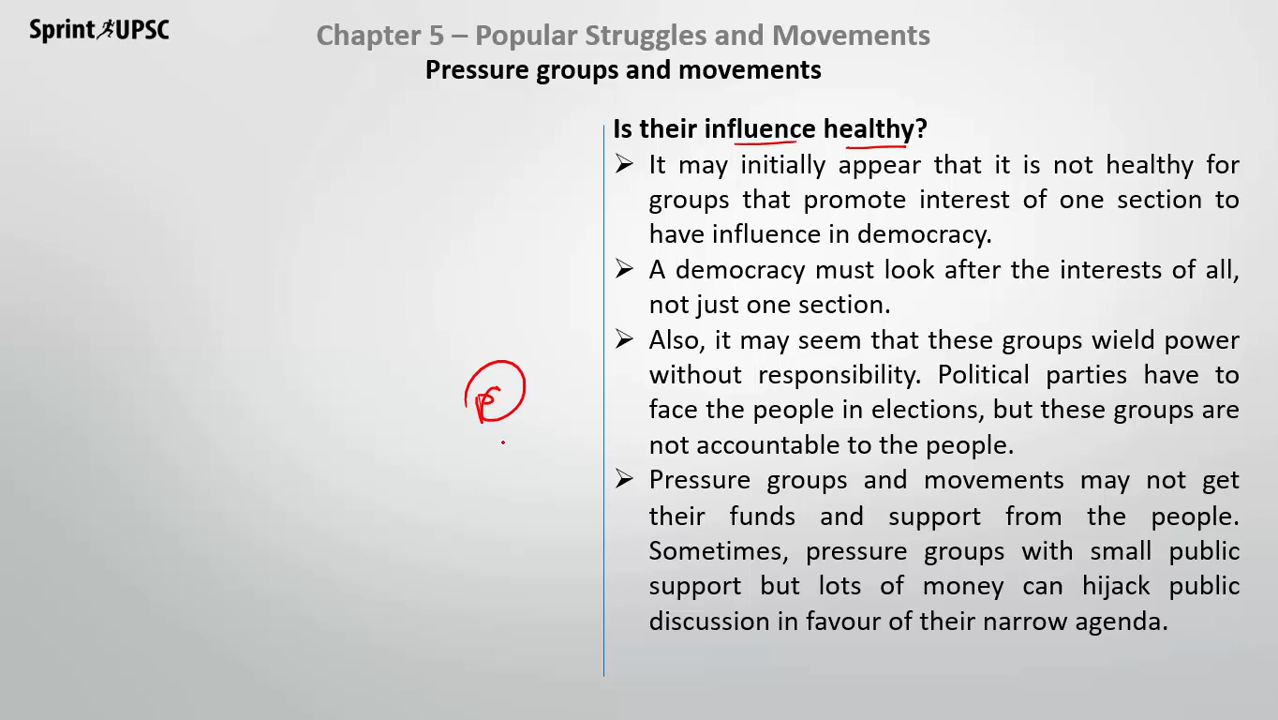 Sprint UPSC
Chapter 5 – Popular Struggles and Movements
Pressure groups and movements
Is their influence healthy?
➢ It may initially appear that it is not healthy for
groups that promote interest of one section to
have influence in democracy.
➢ A democracy must look after the interests of all,
not just one section.
➢ Also, it may seem that these groups wield power
without responsibility. Political parties have to
face the people in elections, but these groups are
not accountable to the people.
➢ Pressure groups and movements may not get
their funds and support from the people.
Sometimes, pressure groups with small public
support but lots of money can hijack public
discussion in favour of their narrow agenda.